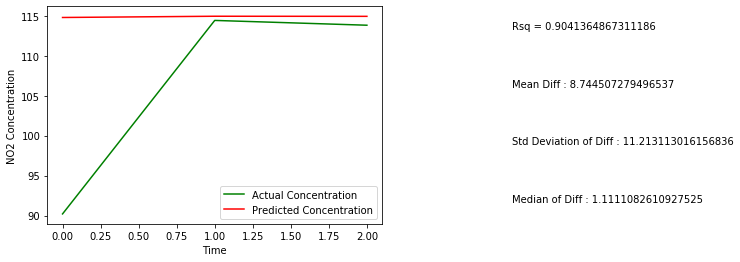 115
110
105
100
95
90
NO2 Concentration
0.00 0.25 0.50 0.75 1.00 1.25 1.50 1.75 2.00
Time
Actual Concentration
Predicted Concentration
Rsq = 0.9041364867311186
Mean Diff : 8.744507279496537
Std Deviation of Diff : 11.213113016156836
Median of Diff : 1.1111082610927525